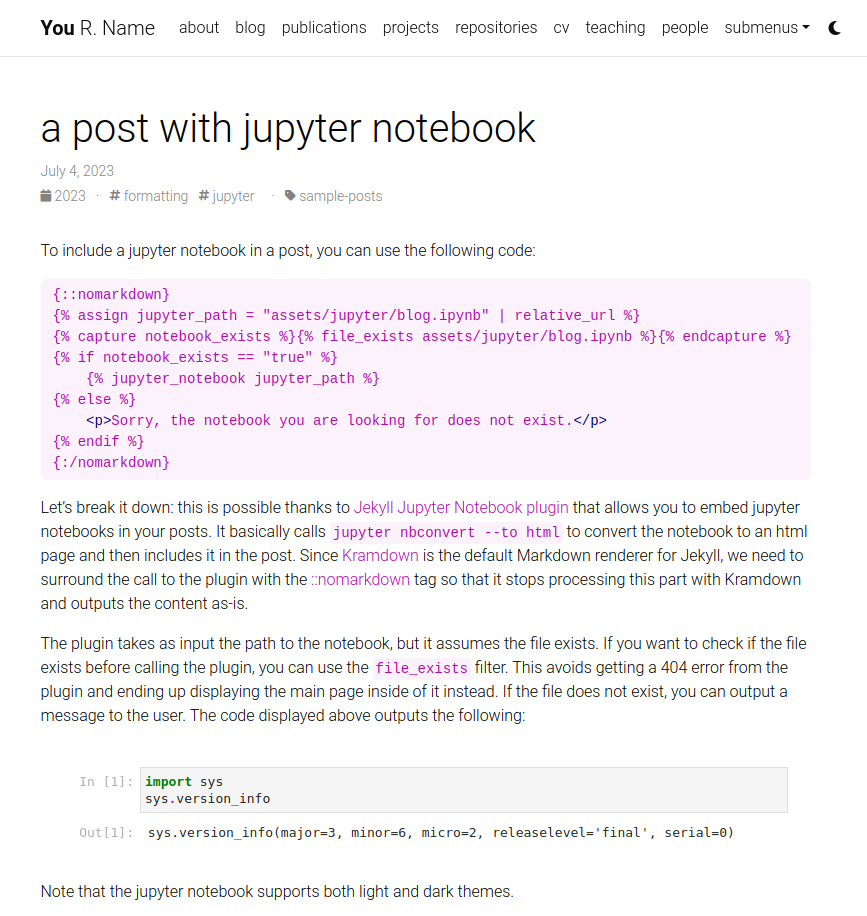 You R. Name about blog publications projects repositories cv teaching people submenus
a post with jupyter notebook
July 4, 2023
2023 · # formatting # jupyter · sample-posts
To include a jupyter notebook in a post, you can use the following code:
{::nomarkdown}
{% assign jupyter_path = "assets/jupyter/blog.ipynb" | relative_url %}
{% capture notebook_exists %}{% file_exists assets/jupyter/blog.ipynb %}{% endcapture %}
{% if notebook_exists == "true" %}
    {% jupyter_notebook jupyter_path %}
{% else %}
    <p>Sorry, the notebook you are looking for does not exist.</p>
{% endif %}
{:/nomarkdown}
Let’s break it down: this is possible thanks to Jekyll Jupyter Notebook plugin that allows you to embed jupyter
notebooks in your posts. It basically calls jupyter nbconvert --to html to convert the notebook to an html
page and then includes it in the post. Since Kramdown is the default Markdown renderer for Jekyll, we need to
surround the call to the plugin with the ::nomarkdown tag so that it stops processing this part with Kramdown
and outputs the content as-is.
The plugin takes as input the path to the notebook, but it assumes the file exists. If you want to check if the file
exists before calling the plugin, you can use the file_exists filter. This avoids getting a 404 error from the
plugin and ending up displaying the main page inside of it instead. If the file does not exist, you can output a
message to the user. The code displayed above outputs the following:
In [1]: import sys
sys.version_info
Out[1]: sys.version_info(major=3, minor=6, micro=2, releaselevel='final', serial=0)
Note that the jupyter notebook supports both light and dark themes.